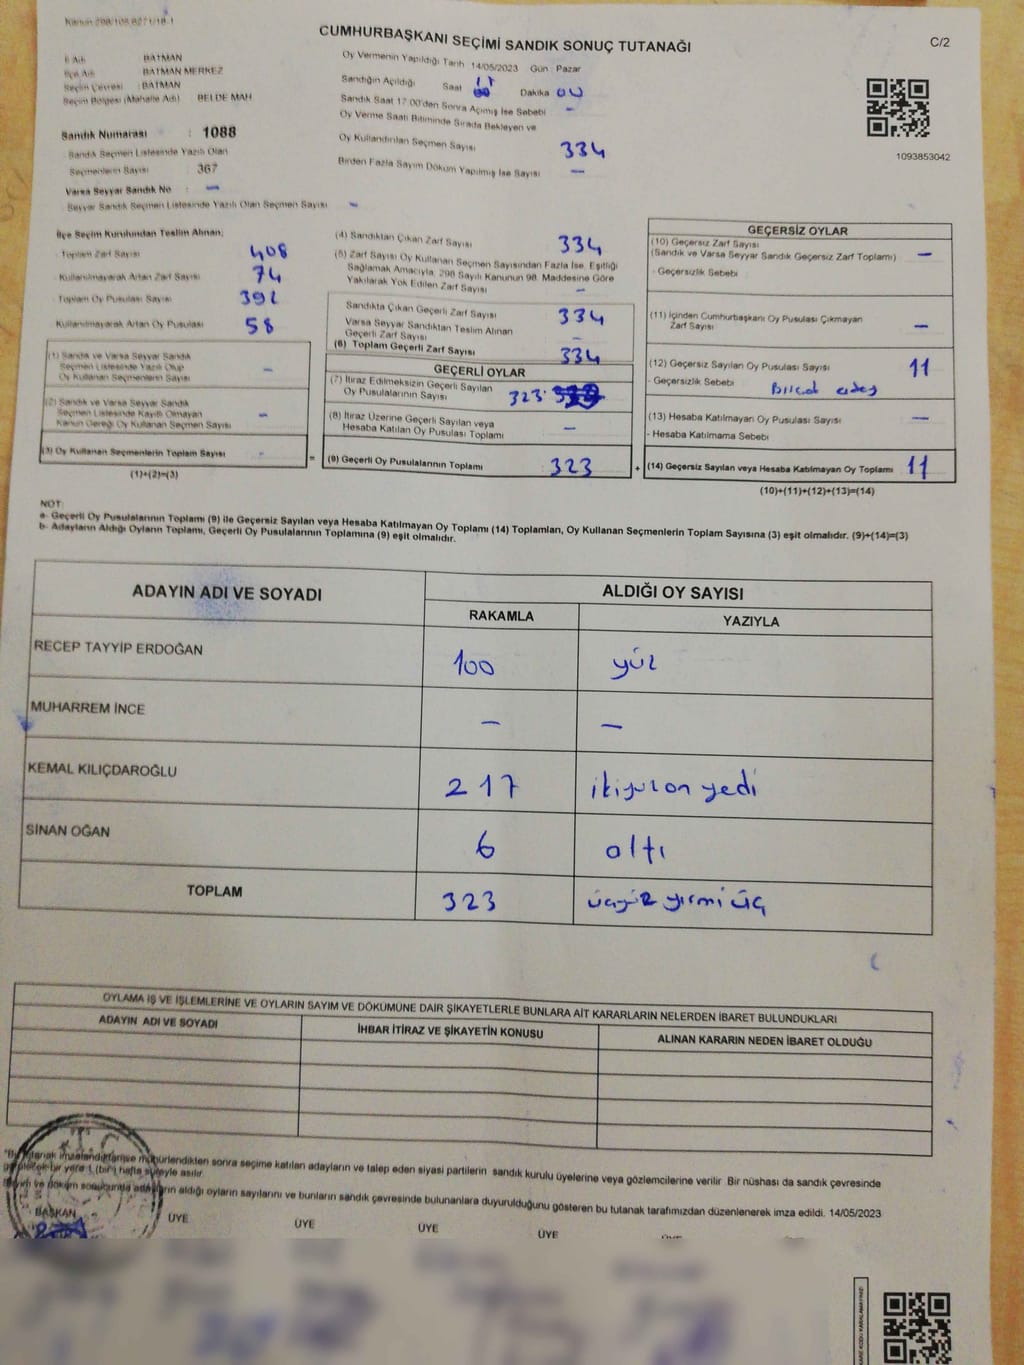 Kanun 298/105
CUMHURBAŞKANI SEÇİMİ SANDIK SONUÇ TUTANAĞI
C/2
İl Adı BATMAN
İlçe Adı BATMAN MERKEZ
Seçim Çevresi : BATMAN
Seçim Bölgesi (Mahalle Adı) BELDE MAH
Sandık Numarası : 1088
Sandık Seçmen Listesinde Yazılı Olan
Seçmenlerin Sayısı : 367
Varsa Seyyar Sandık No –
Seyyar Sandık Seçmen Listesinde Yazılı Olan Seçmen Sayısı –
Oy Vermenin Yapıldığı Tarih 14/05/2023 Gün : Pazar
Sandığın Açıldığı Saat Dakika 00
Sandık Saat 17:00'den Sonra Açılmış İse Sebebi –
Oy Verme Saati Bitiminde Sırada Bekleyen ve
Oy Kullandırılan Seçmen Sayısı 334
Birden Fazla Sayım Döküm Yapılmış İse Sayısı –
1093853042
İlçe Seçim Kurulundan Teslim Alınan;
Toplam Zarf Sayısı 408
Kullanılmayarak Artan Zarf Sayısı 74
Toplam Oy Pusulası Sayısı 392
Kullanılmayarak Artan Oy Pusulası 58
(1) Sandık ve Varsa Seyyar Sandık
Seçmen Listesinde Yazılı Olup
Oy Kullanan Seçmenlerin Sayısı –
(2) Sandık ve Varsa Seyyar Sandık
Seçmen Listesinde Kayıtlı Olmayan
Kanun Gereği Oy Kullanan Seçmen Sayısı –
(3) Oy Kullanan Seçmenlerin Toplam Sayısı -
(1)+(2)=(3)
(4) Sandıktan Çıkan Zarf Sayısı 334
(5) Zarf Sayısı Oy Kullanan Seçmen Sayısından Fazla İse, Eşitliği
Sağlamak Amacıyla, 298 Sayılı Kanunun 98. Maddesine Göre
Yakılarak Yok Edilen Zarf Sayısı –
Sandıkta Çıkan Geçerli Zarf Sayısı 334
Varsa Seyyar Sandıktan Teslim Alınan
Geçerli Zarf Sayısı –
(6) Toplam Geçerli Zarf Sayısı 334
GEÇERLİ OYLAR
(7) İtiraz Edilmeksizin Geçerli Sayılan
Oy Pusulalarının Sayısı 323
(8) İtiraz Üzerine Geçerli Sayılan veya
Hesaba Katılan Oy Pusulası Toplamı –
= (9) Geçerli Oy Pusulalarının Toplamı 323
GEÇERSİZ OYLAR
(10) Geçersiz Zarf Sayısı
(Sandık ve Varsa Seyyar Sandık Geçersiz Zarf Toplamı) –
- Geçersizlik Sebebi
(11) İçinden Cumhurbaşkanı Oy Pusulası Çıkmayan
Zarf Sayısı –
(12) Geçersiz Sayılan Oy Pusulası Sayısı 11
- Geçersizlik Sebebi
(13) Hesaba Katılmayan Oy Pusulası Sayısı –
- Hesaba Katılmama Sebebi
+ (14) Geçersiz Sayılan veya Hesaba Katılmayan Oy Toplamı 11
(10)+(11)+(12)+(13)=(14)
NOT:
a- Geçerli Oy Pusulalarının Toplamı (9) ile Geçersiz Sayılan veya Hesaba Katılmayan Oy Toplamı (14) Toplamları, Oy Kullanan Seçmenlerin Toplam Sayısına (3) eşit olmalıdır. (9)+(14)=(3)
b- Adayların Aldığı Oyların Toplamı, Geçerli Oy Pusulalarının Toplamına (9) eşit olmalıdır.
ADAYIN ADI VE SOYADI
ALDIĞI OY SAYISI
RAKAMLA YAZIYLA
RECEP TAYYİP ERDOĞAN 100 yüz
MUHARREM İNCE – –
KEMAL KILIÇDAROĞLU 217 ikiyüz on yedi
SİNAN OĞAN 6 altı
TOPLAM 323 üçyüz yirmi üç
OYLAMA İŞ VE İŞLEMLERİNE VE OYLARIN SAYIM VE DÖKÜMÜNE DAİR ŞİKAYETLERLE BUNLARA AİT KARARLARIN NELERDEN İBARET BULUNDUKLARI
ADAYIN ADI VE SOYADI İHBAR İTİRAZ VE ŞİKAYETİN KONUSU ALINAN KARARIN NEDEN İBARET OLDUĞU
T.C.
"Bu tutanak imzalandıktan ve mühürlendikten sonra seçime katılan adayların ve talep eden siyasi partilerin sandık kurulu üyelerine veya gözlemcilerine verilir. Bir nüshası da sandık çevresinde
görülecek bir yere 1 (bir) hafta süreyle asılır.
Sayım ve döküm sonucunda adayların aldığı oyların sayılarını ve bunların sandık çevresinde bulunanlara duyurulduğunu gösteren bu tutanak tarafımızdan düzenlenerek imza edildi. 14/05/2023
BAŞKAN ÜYE ÜYE ÜYE ÜYE